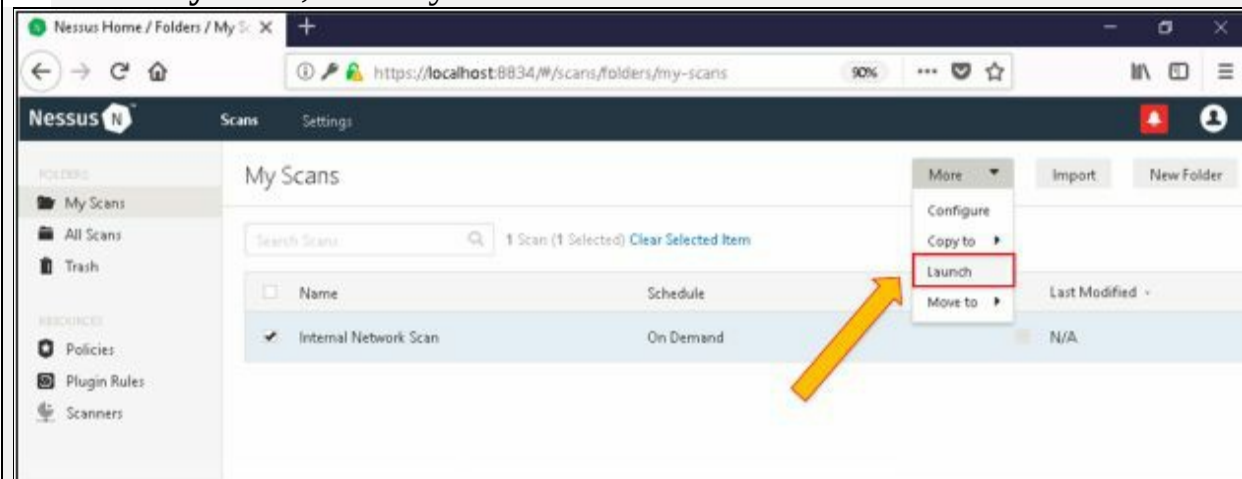 Nessus Home / Folders / My Sc
https://localhost:8834/#/scans/folders/my-scans 90%
Nessus N Scans Settings
FOLDERS
My Scans
All Scans
Trash
RESOURCES
Policies
Plugin Rules
Scanners
My Scans
More Import New Folder
Configure
Copy to
Launch
Move to
Search Scans 1 Scan (1 Selected) Clear Selected Item
Name Schedule Last Modified
Internal Network Scan On Demand N/A